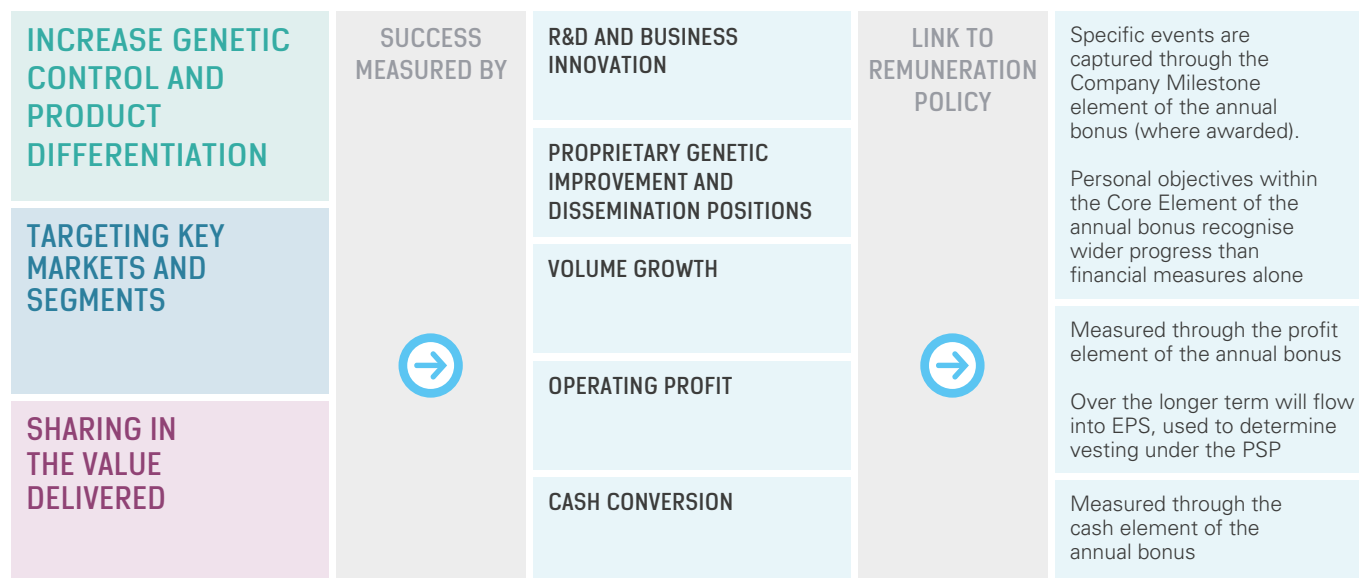 INCREASE GENETIC
CONTROL AND
PRODUCT
DIFFERENTIATION
TARGETING KEY
MARKETS AND
SEGMENTS
SHARING IN
THE VALUE
DELIVERED
SUCCESS
MEASURED BY
R&D AND BUSINESS
INNOVATION
PROPRIETARY GENETIC
IMPROVEMENT AND
DISSEMINATION POSITIONS
VOLUME GROWTH
OPERATING PROFIT
CASH CONVERSION
LINK TO
REMUNERATION
POLICY
Specific events are
captured through the
Company Milestone
element of the annual
bonus (where awarded).
Personal objectives within
the Core Element of the
annual bonus recognise
wider progress than
financial measures alone
Measured through the profit
element of the annual bonus
Over the longer term will flow
into EPS, used to determine
vesting under the PSP
Measured through the
cash element of the
annual bonus